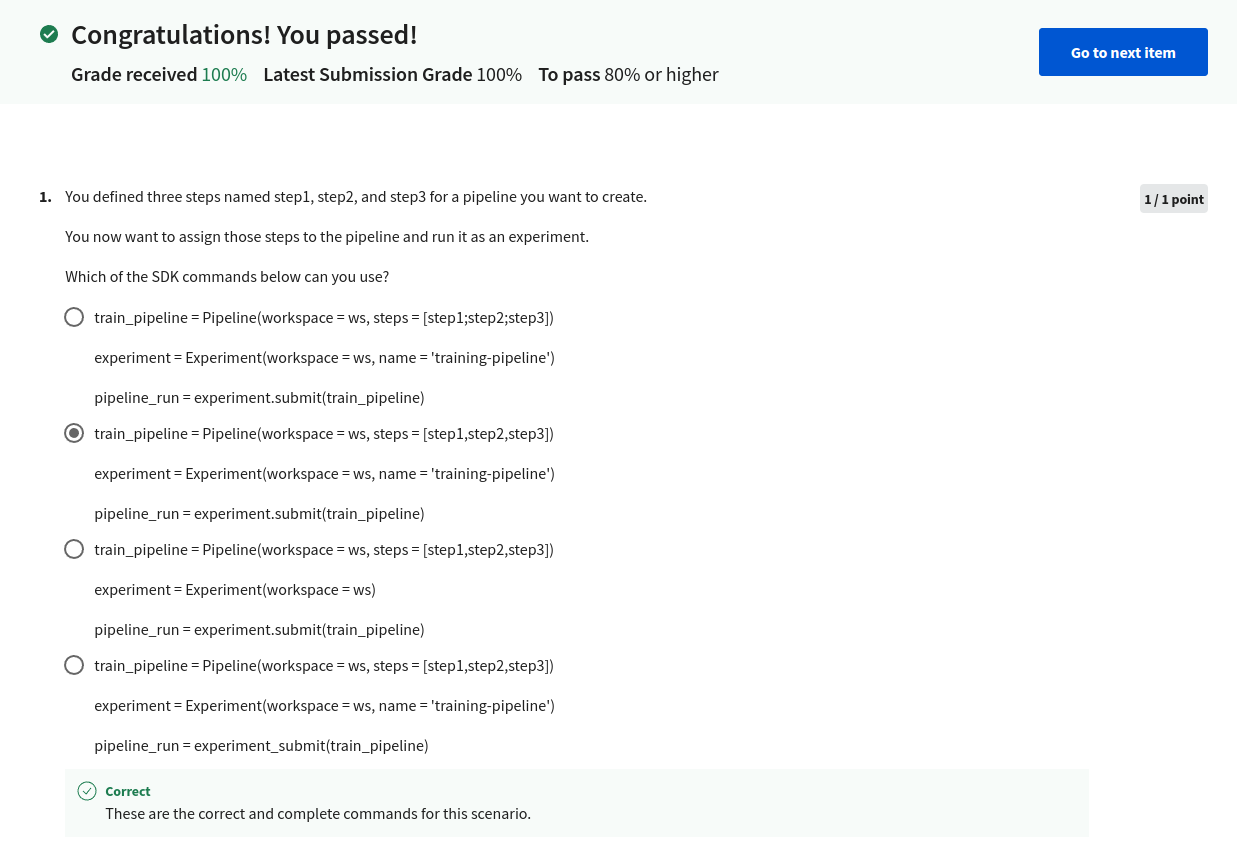 Congratulations! You passed!
Grade received 100% Latest Submission Grade 100% To pass 80% or higher
Go to next item
1. You defined three steps named step1, step2, and step3 for a pipeline you want to create.
1 / 1 point
You now want to assign those steps to the pipeline and run it as an experiment.
Which of the SDK commands below can you use?
train_pipeline = Pipeline(workspace = ws, steps = [step1;step2;step3])
experiment = Experiment(workspace = ws, name = 'training-pipeline')
pipeline_run = experiment.submit(train_pipeline)
train_pipeline = Pipeline(workspace = ws, steps = [step1,step2,step3])
experiment = Experiment(workspace = ws, name = 'training-pipeline')
pipeline_run = experiment.submit(train_pipeline)
train_pipeline = Pipeline(workspace = ws, steps = [step1,step2,step3])
experiment = Experiment(workspace = ws)
pipeline_run = experiment.submit(train_pipeline)
train_pipeline = Pipeline(workspace = ws, steps = [step1,step2,step3])
experiment = Experiment(workspace = ws, name = 'training-pipeline')
pipeline_run = experiment_submit(train_pipeline)
Correct
These are the correct and complete commands for this scenario.